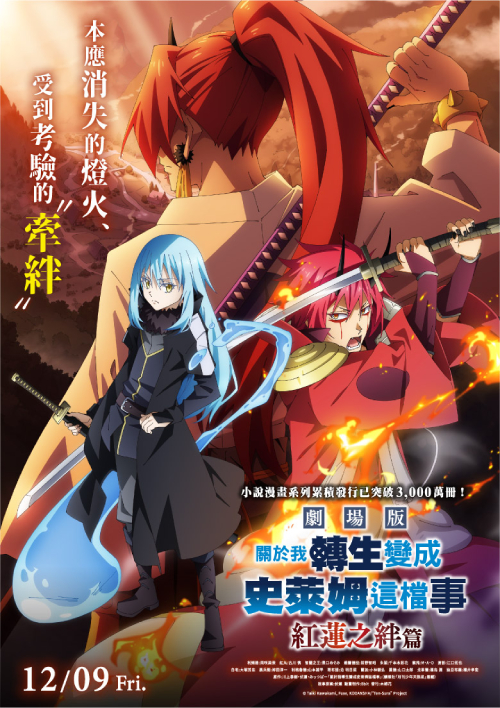 本應消失的燈火、
受到考驗的
〝牽絆〞
小說漫畫系列累積發行已突破3,000萬冊！
劇場版
關於我轉生變成
史萊姆這檔事
紅蓮之絆篇
12/09 Fri.
© Taiki Kawakami, Fuse, KODANSHA/“Ten-Sura” Project